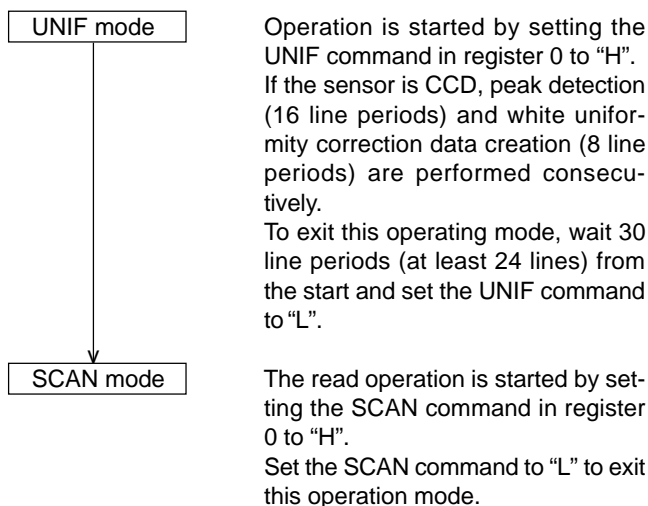 UNIF mode
Operation is started by setting the
UNIF command in register 0 to “H”.
If the sensor is CCD, peak detection
(16 line periods) and white unifor-
mity correction data creation (8 line
periods) are performed consecu-
tively.
To exit this operating mode, wait 30
line periods (at least 24 lines) from
the start and set the UNIF command
to “L”.
SCAN mode
The read operation is started by set-
ting the SCAN command in register
0 to “H”.
Set the SCAN command to “L” to exit
this operation mode.